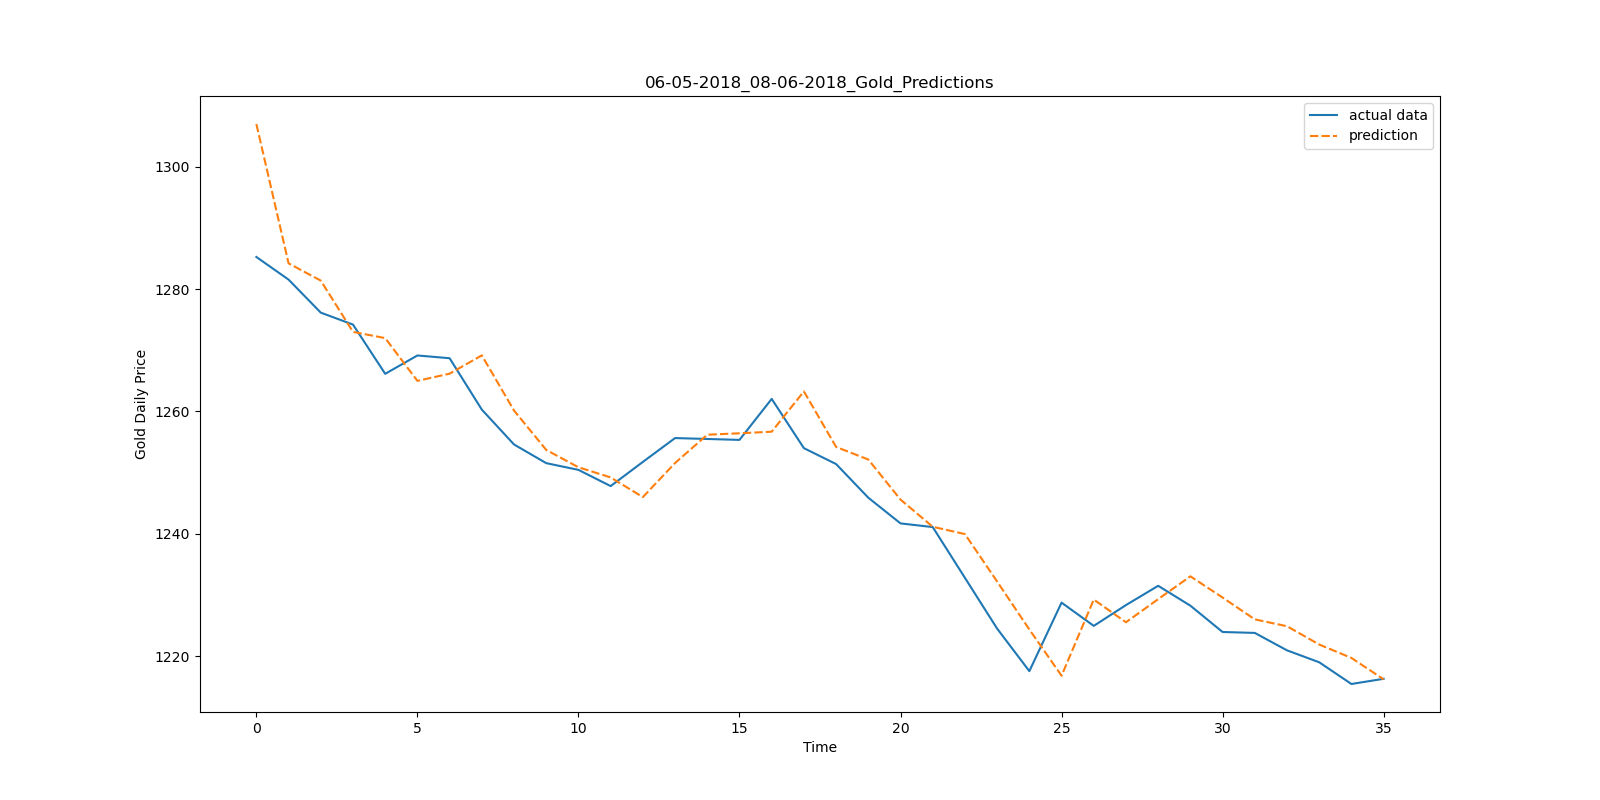 06-05-2018_08-06-2018_Gold_Predictions
actual data
prediction
1300
1280
1260
1240
1220
Gold Daily Price
0 5 10 15 20 25 30 35
Time